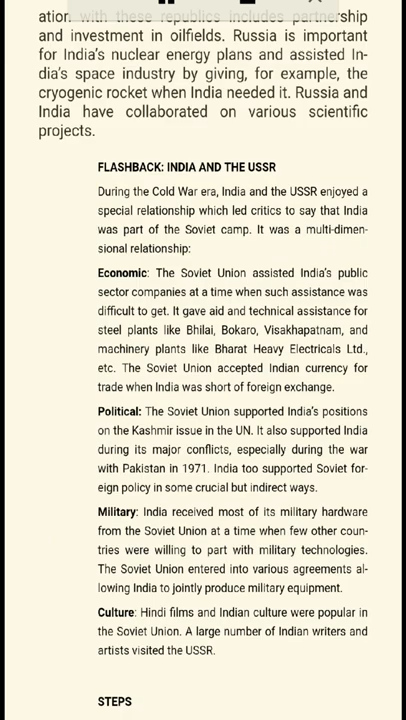 ation with these republics includes partnership
and investment in oilfields. Russia is important
for India's nuclear energy plans and assisted In-
dia's space industry by giving, for example, the
cryogenic rocket when India needed it. Russia and
India have collaborated on various scientific
projects.
FLASHBACK: INDIA AND THE USSR
During the Cold War era, India and the USSR enjoyed a
special relationship which led critics to say that India
was part of the Soviet camp. It was a multi-dimen-
sional relationship:
Economic: The Soviet Union assisted India's public
sector companies at a time when such assistance was
difficult to get. It gave aid and technical assistance for
steel plants like Bhilai, Bokaro, Visakhapatnam, and
machinery plants like Bharat Heavy Electricals Ltd.,
etc. The Soviet Union accepted Indian currency for
trade when India was short of foreign exchange.
Political: The Soviet Union supported India's positions
on the Kashmir issue in the UN. It also supported India
during its major conflicts, especially during the war
with Pakistan in 1971. India too supported Soviet for-
eign policy in some crucial but indirect ways.
Military: India received most of its military hardware
from the Soviet Union at a time when few other coun-
tries were willing to part with military technologies.
The Soviet Union entered into various agreements al-
lowing India to jointly produce military equipment.
Culture: Hindi films and Indian culture were popular in
the Soviet Union. A large number of Indian writers and
artists visited the USSR.
STEPS